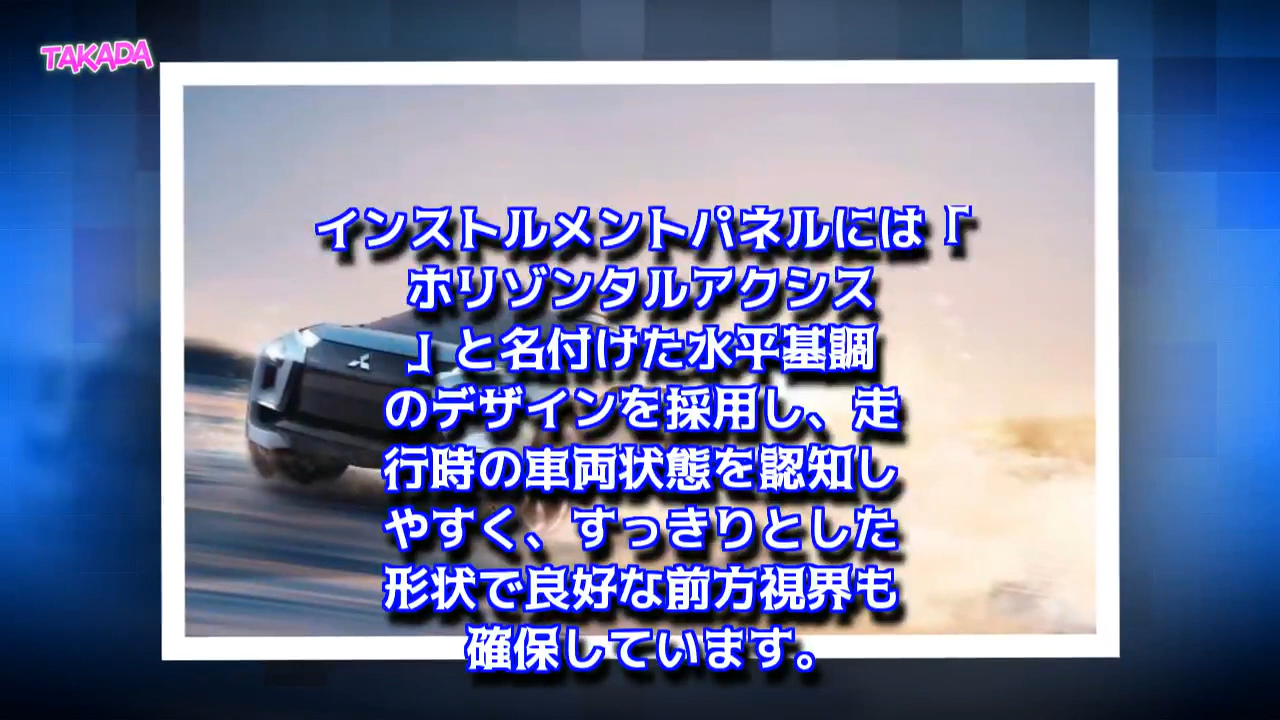 TAKADA
インストルメントパネルには「
ホリゾンタルアクシス
」と名付けた水平基調
のデザインを採用し、走
行時の車両状態を認知し
やすく、すっきりとした
形状で良好な前方視界も
確保しています。